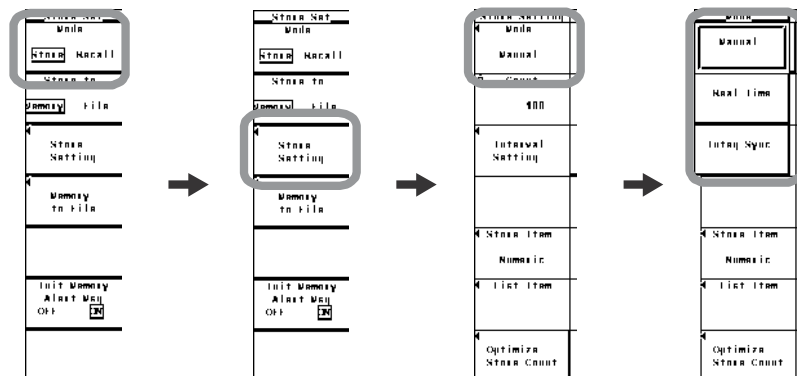 Store Set
Mode
Store Recall
Store to
Memory File
Store
Setting
Memory
to File
Init Memory
Alert Msg
OFF ON
Store Set
Mode
Store Recall
Store to
Memory File
Store
Setting
Memory
to File
Init Memory
Alert Msg
OFF ON
Store Setting
Mode
Manual
Count
100
Interval
Setting
Store Item
Numeric
List Item
Optimize
Store Count
Mode
Manual
Real Time
Integ Sync
Store Item
Numeric
List Item
Optimize
Store Count